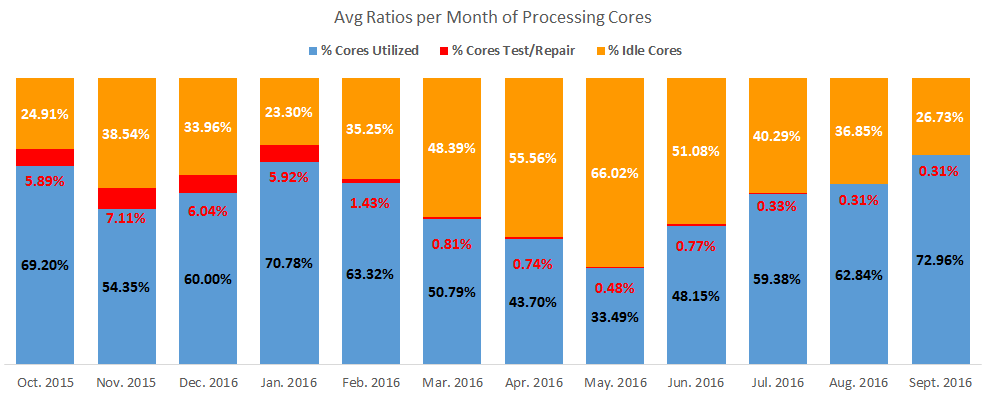 Avg Ratios per Month of Processing Cores
% Cores Utilized % Cores Test/Repair % Idle Cores
24.91% 38.54% 33.96% 23.30% 35.25% 48.39% 55.56% 66.02% 51.08% 40.29% 36.85% 26.73%
5.89% 7.11% 6.04% 5.92% 1.43% 0.81% 0.74% 0.48% 0.77% 0.33% 0.31% 0.31%
69.20% 54.35% 60.00% 70.78% 63.32% 50.79% 43.70% 33.49% 48.15% 59.38% 62.84% 72.96%
Oct. 2015 Nov. 2015 Dec. 2016 Jan. 2016 Feb. 2016 Mar. 2016 Apr. 2016 May. 2016 Jun. 2016 Jul. 2016 Aug. 2016 Sept. 2016